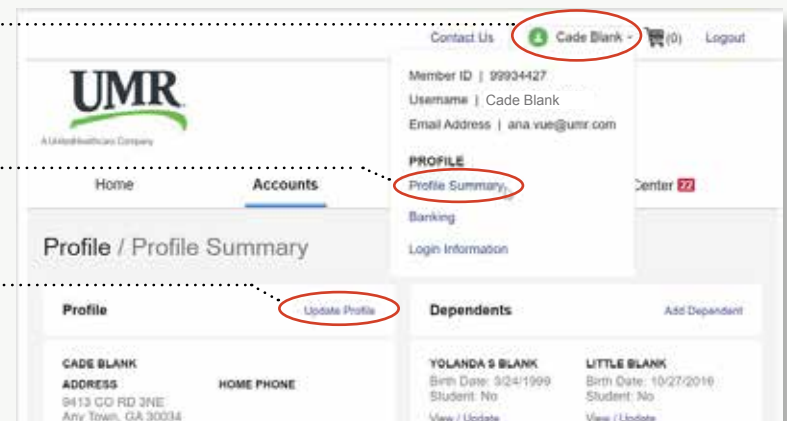 Contact Us
Cade Blank
(0)
Logout
UMR
A UnitedHealthcare Company
Member ID | 99934427
Username | Cade Blank
Email Address | ana.vue@umr.com
PROFILE
Profile Summary
Banking
Login Information
Home
Accounts
Center 22
Profile / Profile Summary
Profile
Update Profile
Dependents
Add Dependent
CADE BLANK
ADDRESS
9413 CO RD 3NE
Any Town, GA 30034
HOME PHONE
YOLANDA S BLANK
Birth Date: 3/24/1999
Student: No
View / Update
LITTLE BLANK
Birth Date: 10/27/2016
Student: No
View / Update